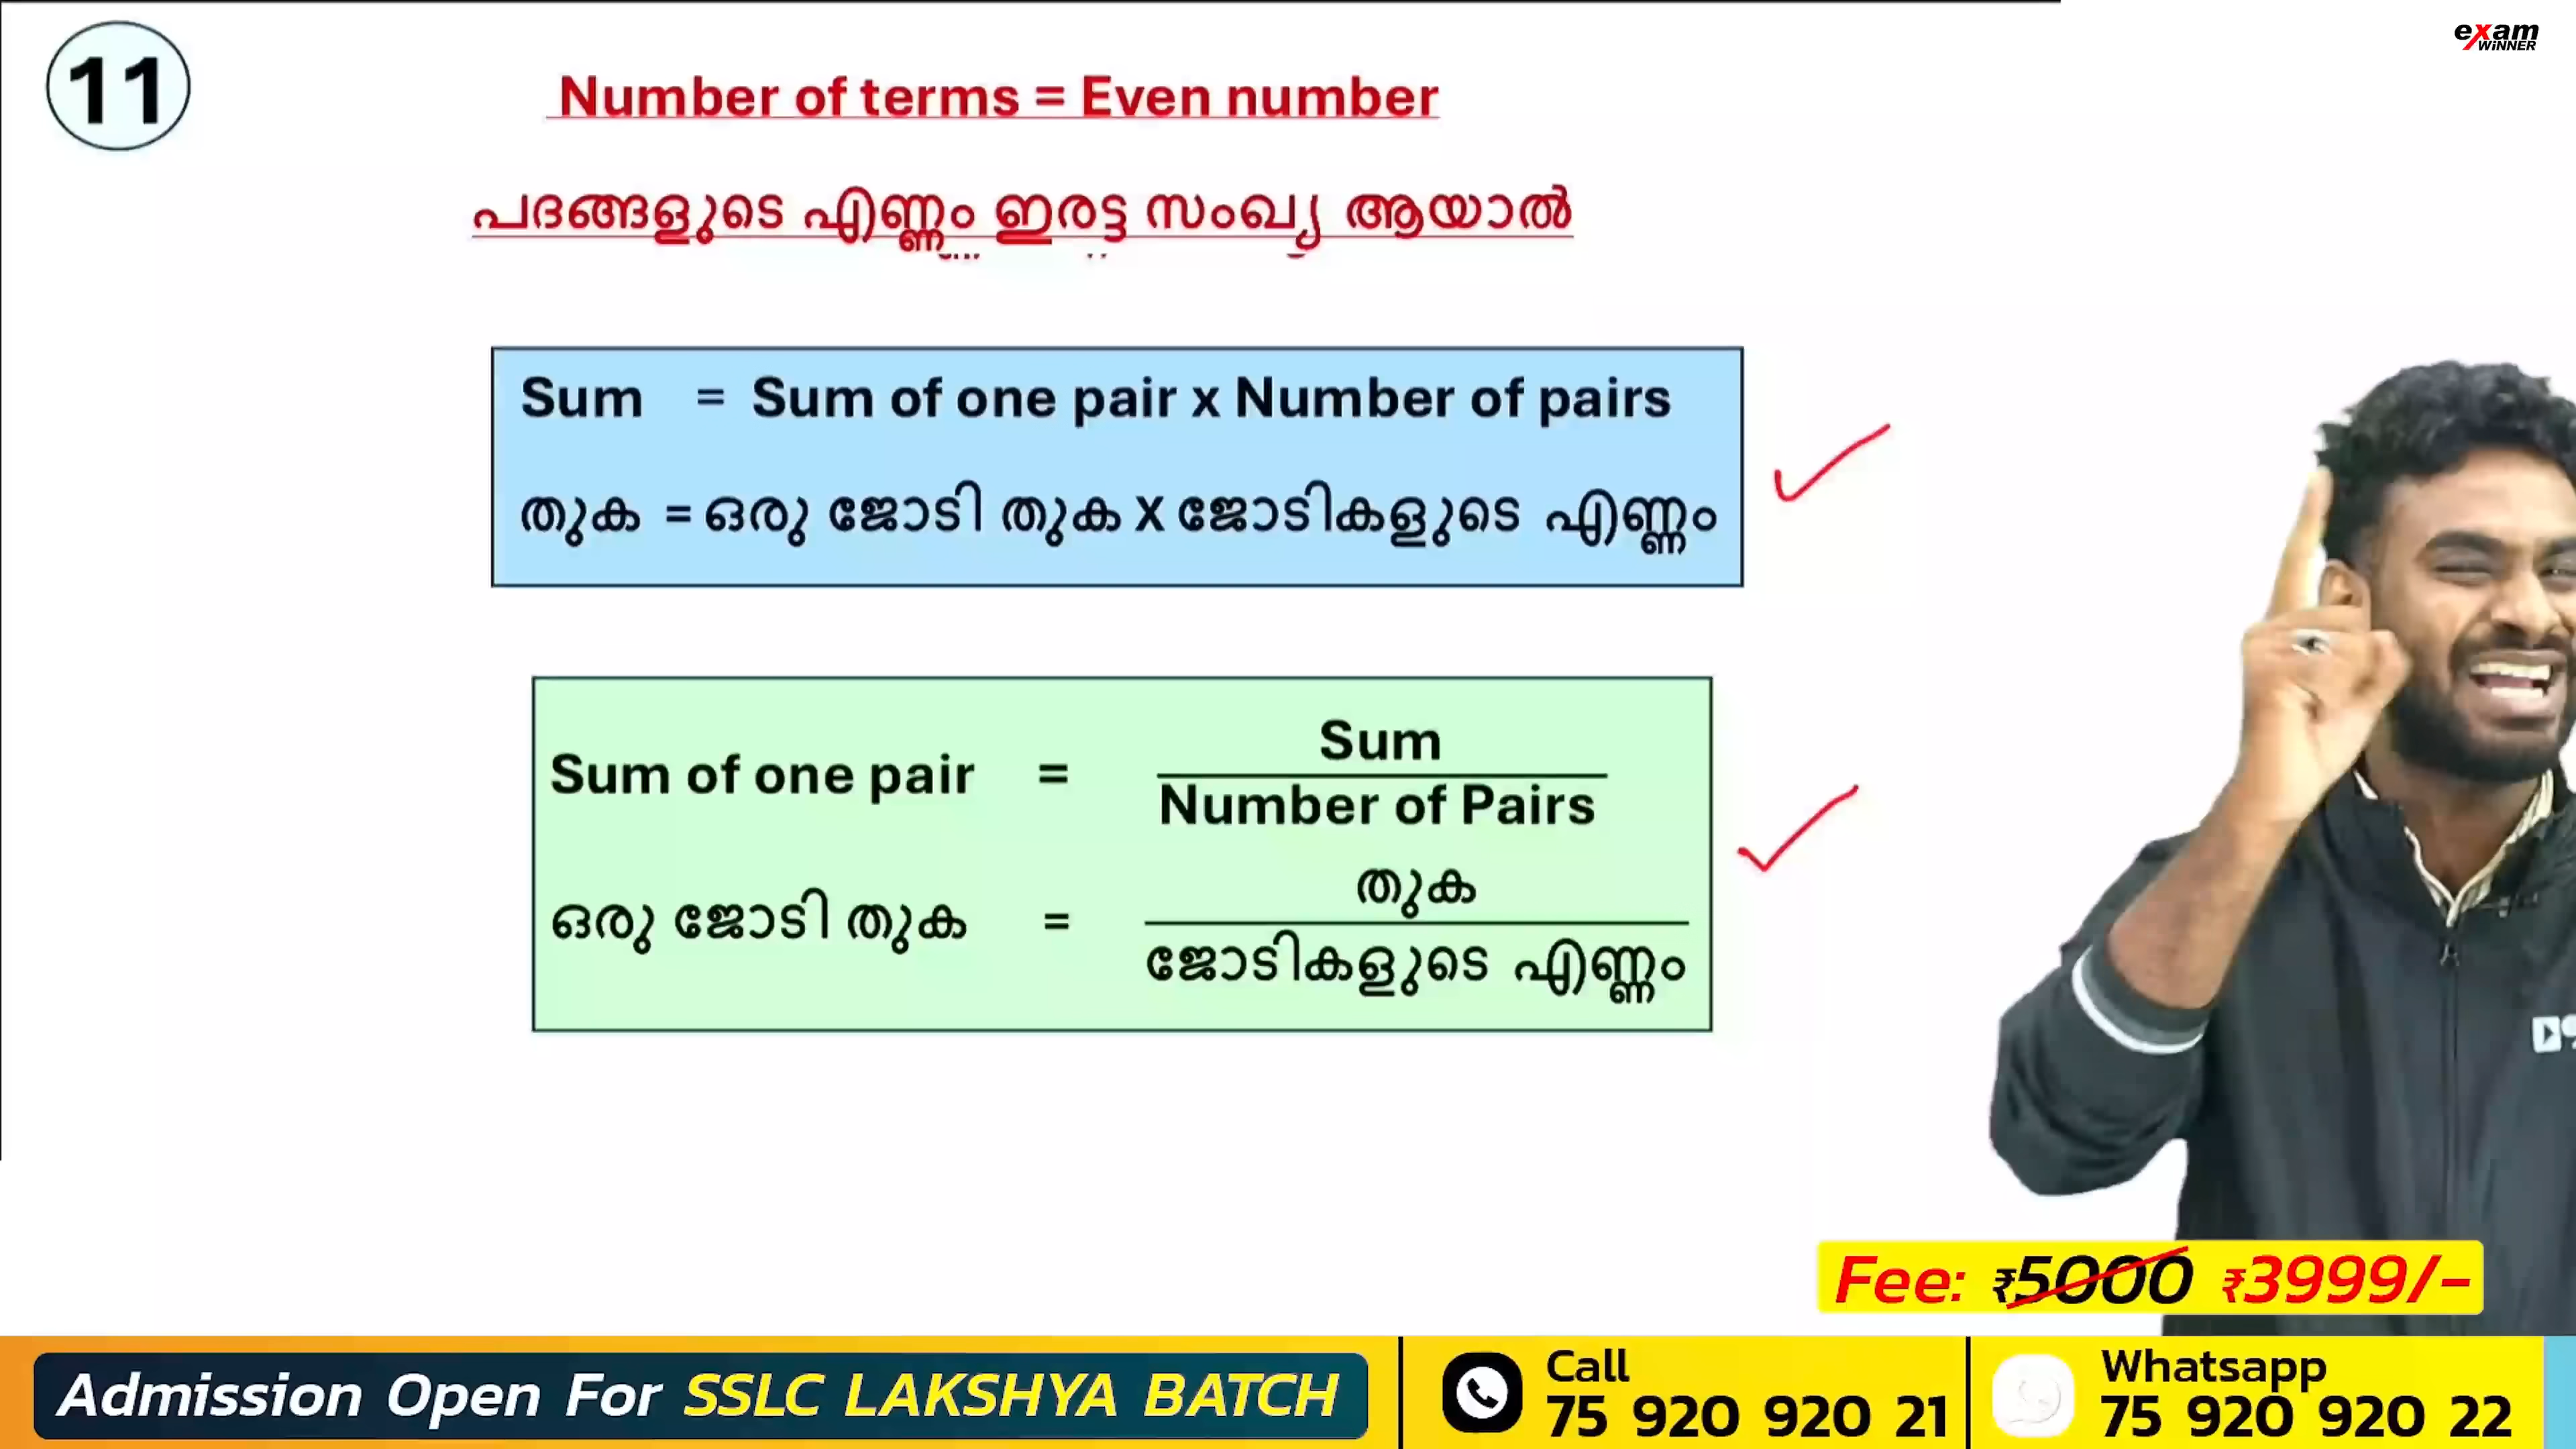 exam
WINNER
11
Number of terms = Even number
പദങ്ങളുടെ എണ്ണം ഇരട്ട സംഖ്യ ആയാൽ
Sum = Sum of one pair x Number of pairs
തുക = ഒരു ജോടി തുക X ജോടികളുടെ എണ്ണം
Sum of one pair = Sum
Number of Pairs
ഒരു ജോടി തുക = തുക
ജോടികളുടെ എണ്ണം
Fee: ₹5000 ₹3999/-
Admission Open For SSLC LAKSHYA BATCH
Call
75 920 920 21
Whatsapp
75 920 920 22